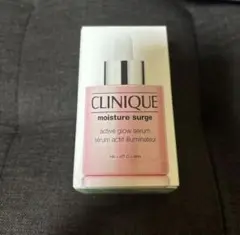 CLINIQUE
moisture surge
active glow serum
sérum actif illuminateur